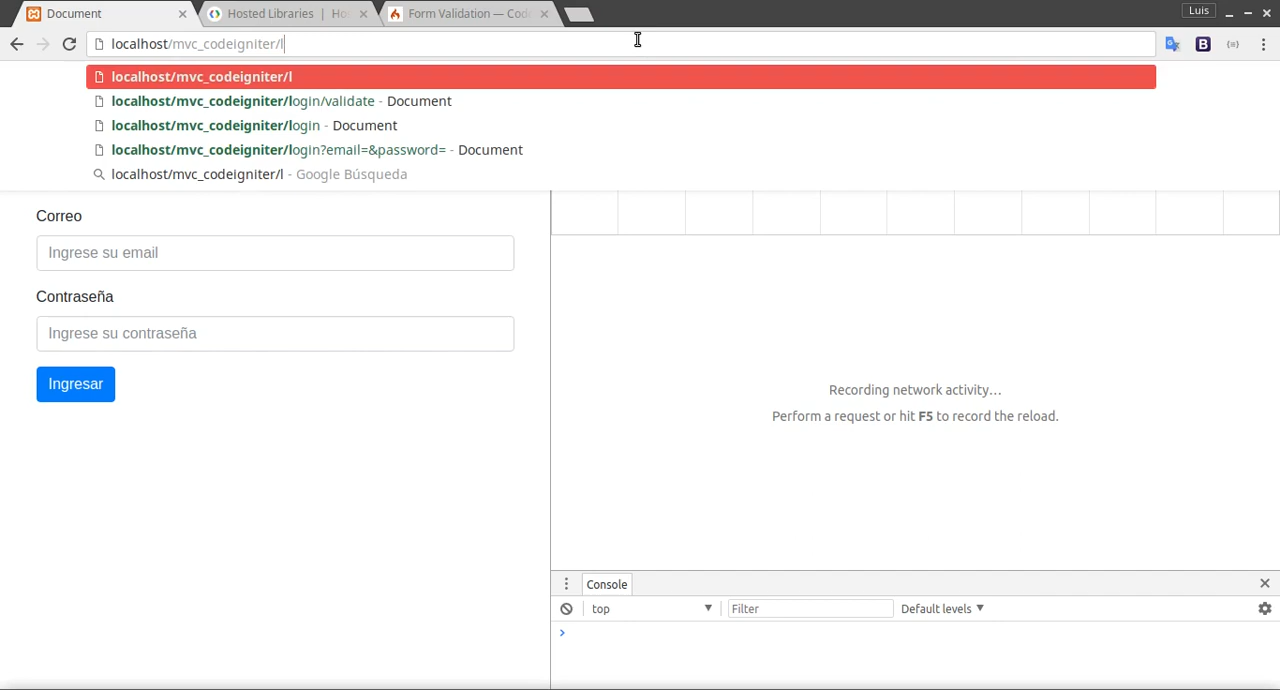 Document
Hosted Libraries | Ho
Form Validation — Cod
Luis
localhost/mvc_codeigniter/l
localhost/mvc_codeigniter/l
localhost/mvc_codeigniter/login/validate - Document
localhost/mvc_codeigniter/login - Document
localhost/mvc_codeigniter/login?email=&password= - Document
localhost/mvc_codeigniter/l - Google Búsqueda
Correo
Ingrese su email
Contraseña
Ingrese su contraseña
Ingresar
Recording network activity…
Perform a request or hit F5 to record the reload.
Console
top
Filter
Default levels